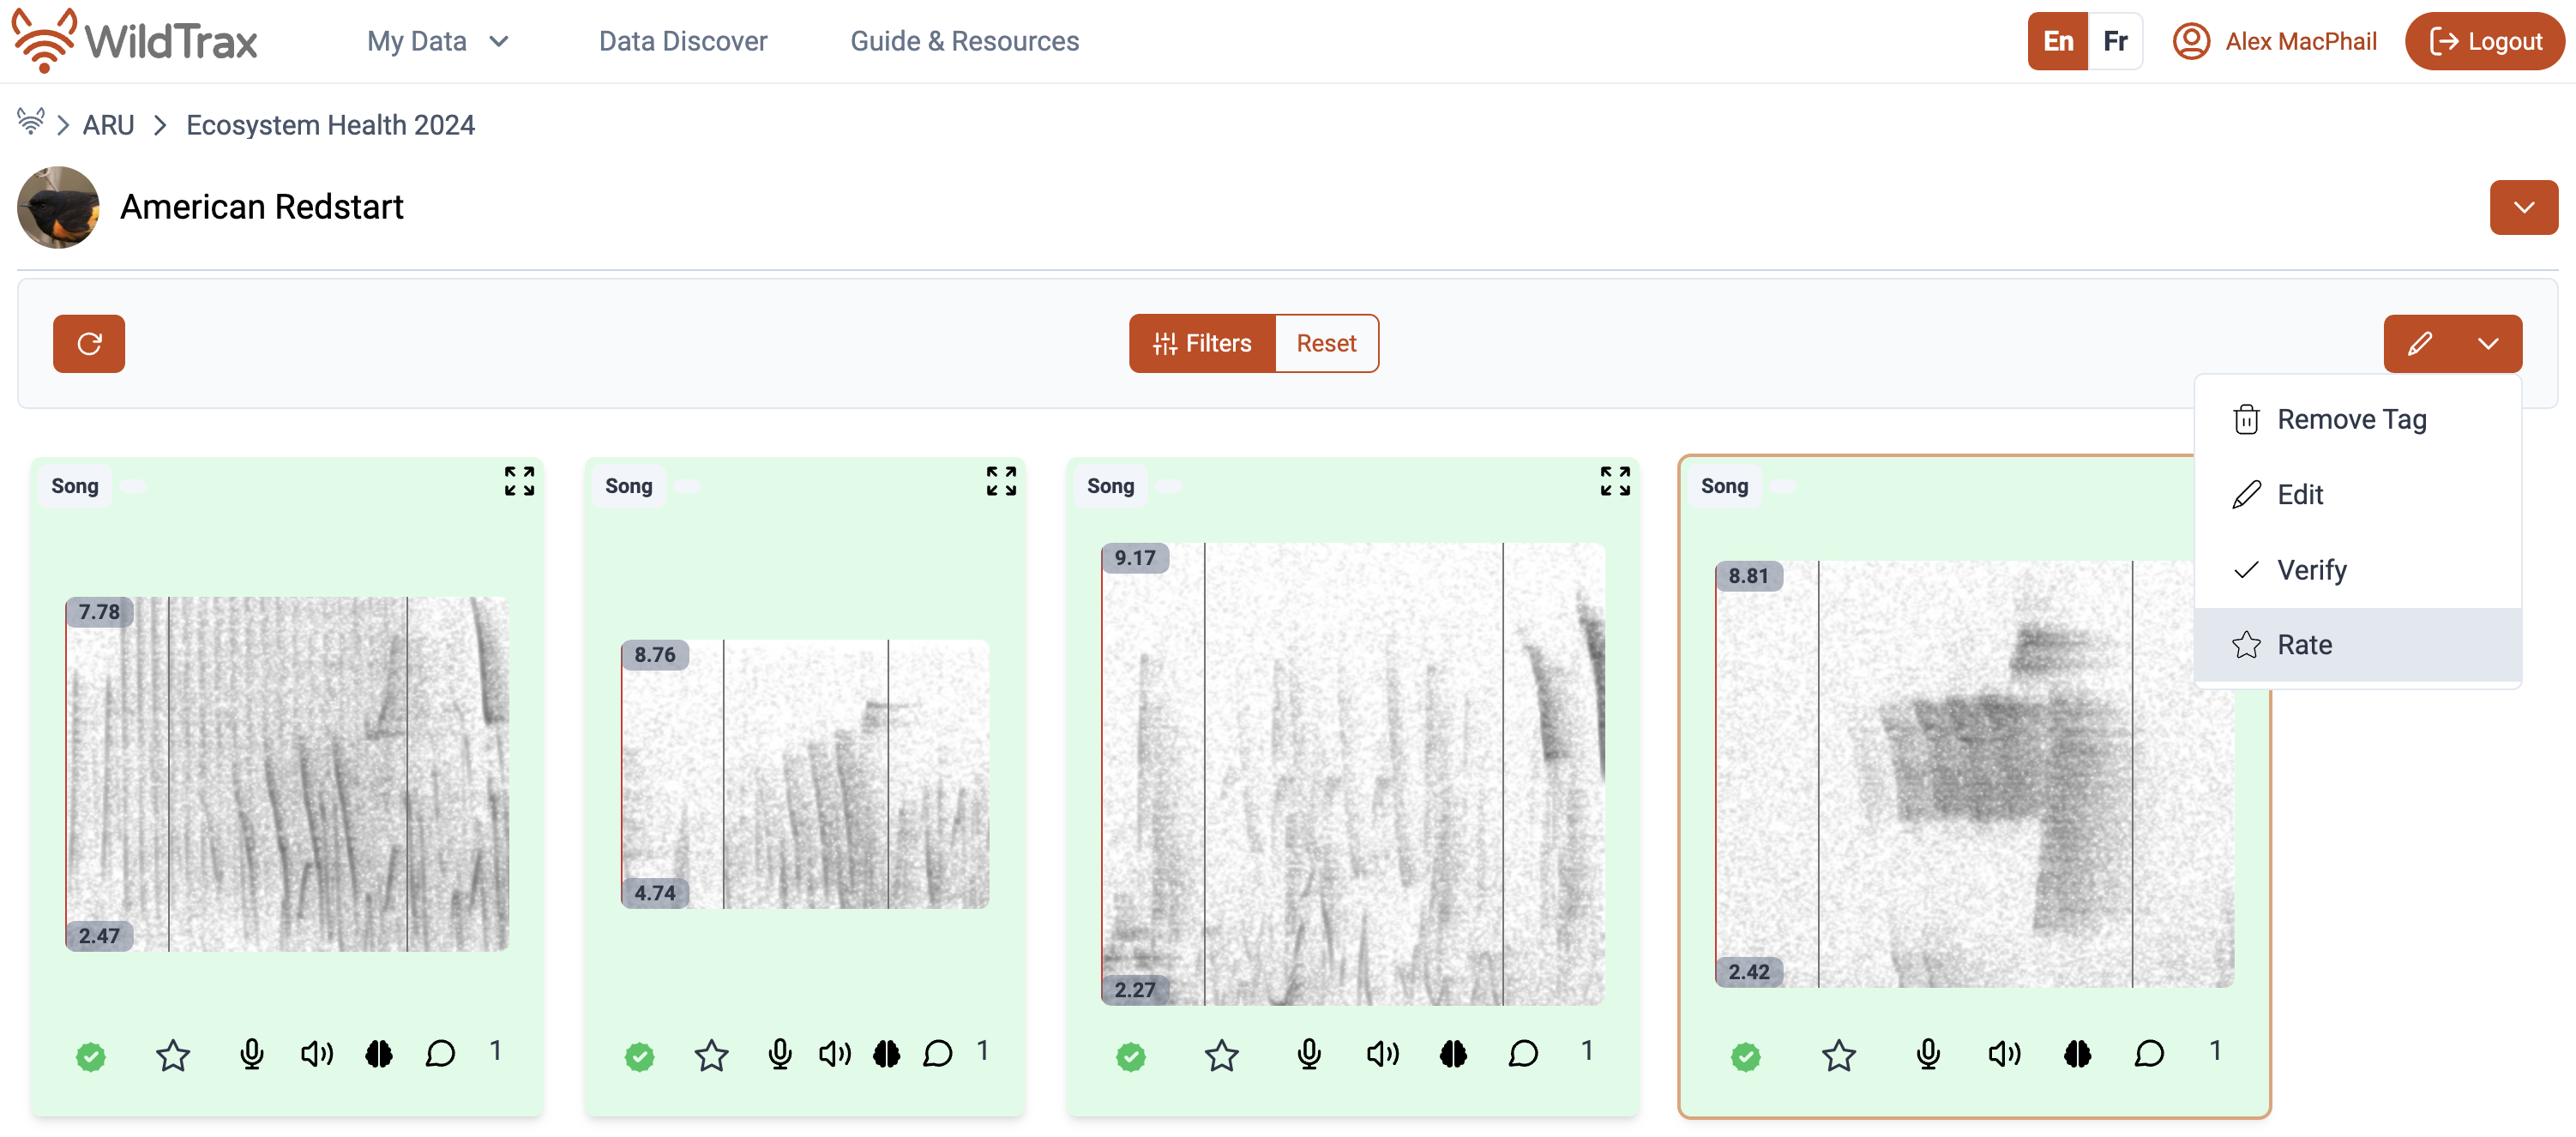 WildTrax
My Data
Data Discover
Guide & Resources
En
Fr
Alex MacPhail
Logout
ARU
Ecosystem Health 2024
American Redstart
Filters
Reset
Remove Tag
Edit
Verify
Rate
Song
7.78
2.47
1
Song
8.76
4.74
1
Song
9.17
2.27
1
Song
8.81
2.42
1